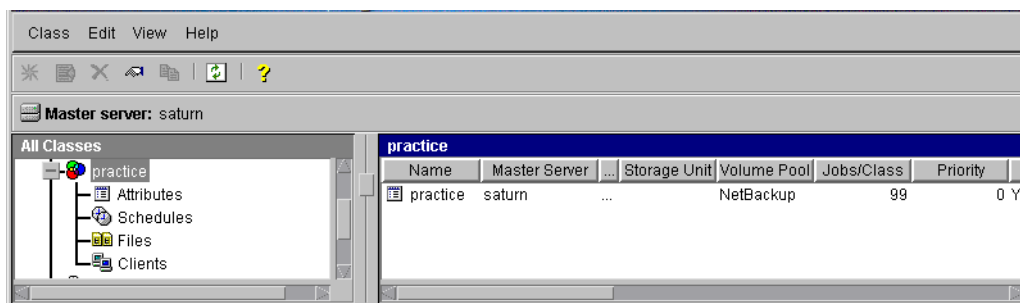 Class Edit View Help
Master server: saturn
All Classes
practice
Attributes
Schedules
Files
Clients
practice
Name Master Server ... Storage Unit Volume Pool Jobs/Class Priority
practice saturn ... NetBackup 99 0 Y